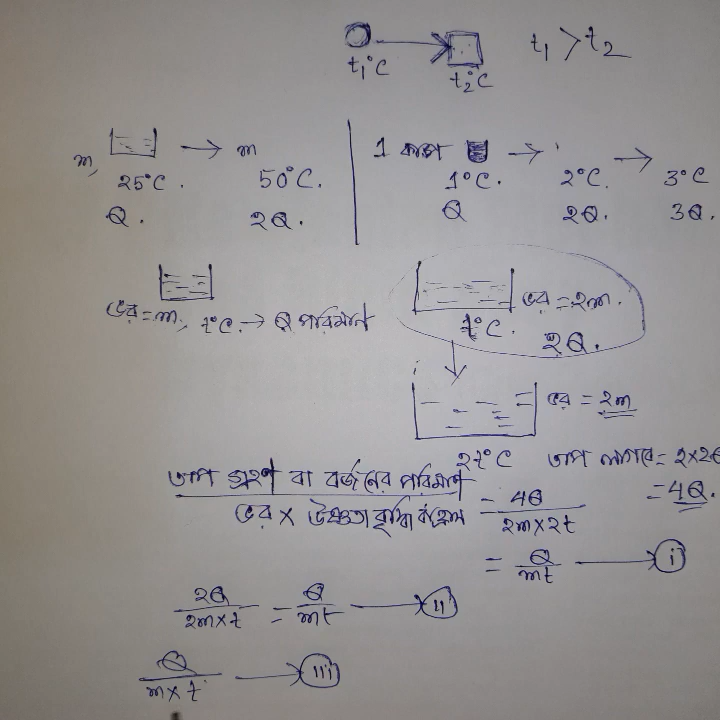 t₁°C t₂°C t₁ > t₂
m, → m
25°C. 50°C.
Q. 2Q.
1 কাপ → →
1°C. 2°C. 3°C
Q 2Q. 3Q.
ভর = m, t°C → Q পরিমাণ
ভর = 2m.
t°C.
2Q.
ভর = 2m
2t°C তাপ লাগবে = 2×2Q
= 4Q.
তাপ গ্রহণ বা বর্জনের পরিমাণ
ভর × উষ্ণতা বৃদ্ধি বা হ্রাস = 4Q / 2m×2t
= Q / mt → (i)
2Q / 2m×t = Q / mt → (ii)
Q / m×t → (iii)